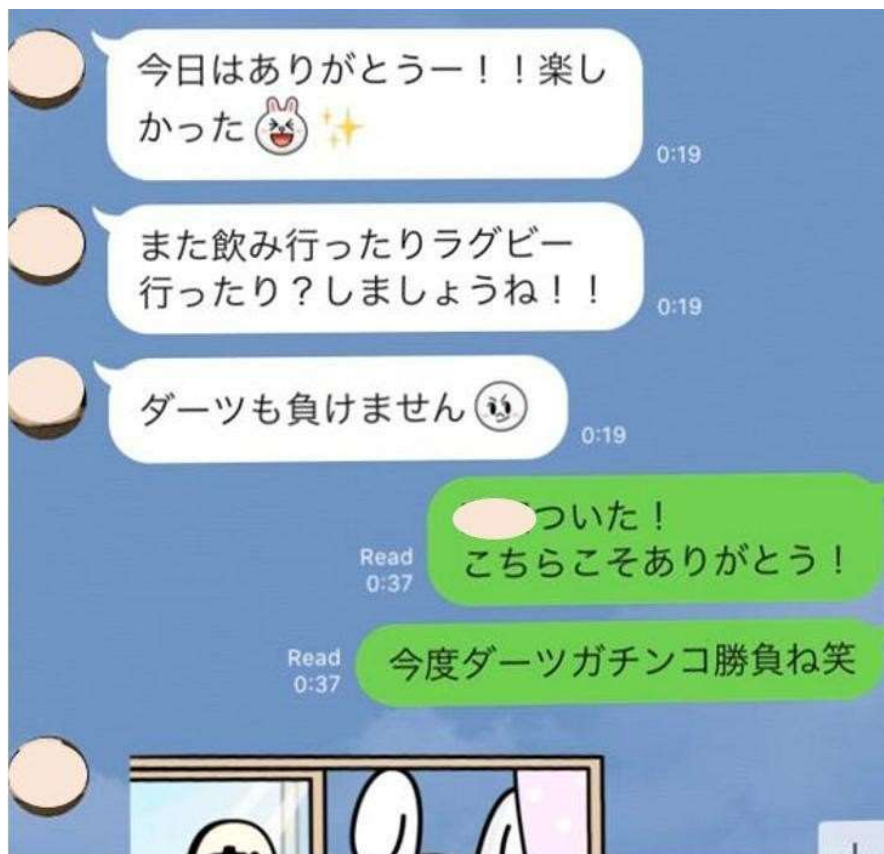 今日はありがとうー！！楽し
かった
0:19
また飲み行ったりラグビー
行ったり？しましょうね！！
0:19
ダーツも負けません
0:19
ついた！
こちらこそありがとう！
Read
0:37
今度ダーツガチンコ勝負ね笑
Read
0:37